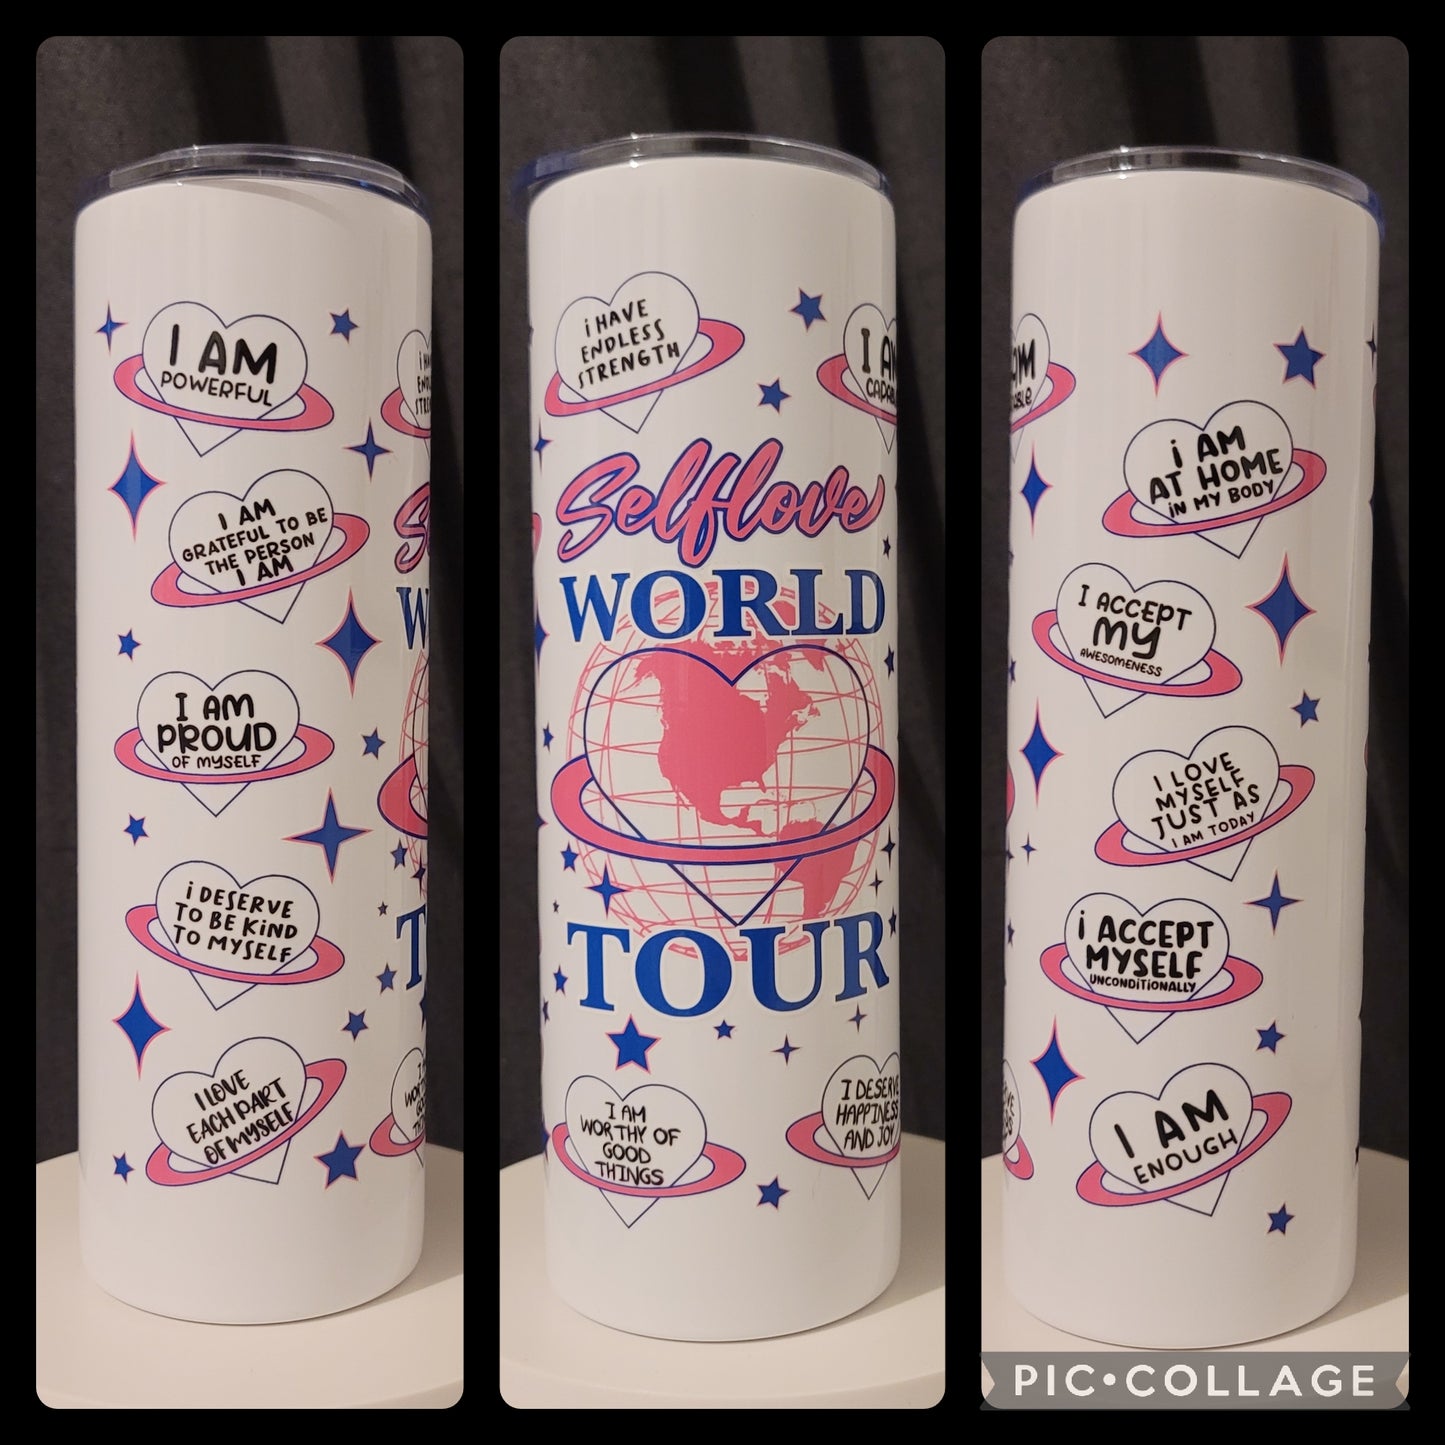 I AM
POWERFUL
I AM
GRATEFUL TO BE
THE PERSON
I AM
I AM
PROUD
OF MYSELF
i DESERVE
TO BE KiND
TO MYSELF
I LOVE
EACH PART
OF MYSELF
i HAVE
ENDLESS
STRENGTH
I AM
CAPABLE
Selflove
WORLD
TOUR
I AM
WORTHY OF
GOOD
THINGS
I DESERVE
HAPPINESS
AND JOY
i AM
AT HOME
iN MY BODY
I ACCEPT
MY
AWESOMENESS
I LOVE
MYSELF
JUST AS
I AM TODAY
i ACCEPT
MYSELF
UNCONDiTiONALLY
I AM
ENOUGH
PIC•COLLAGE